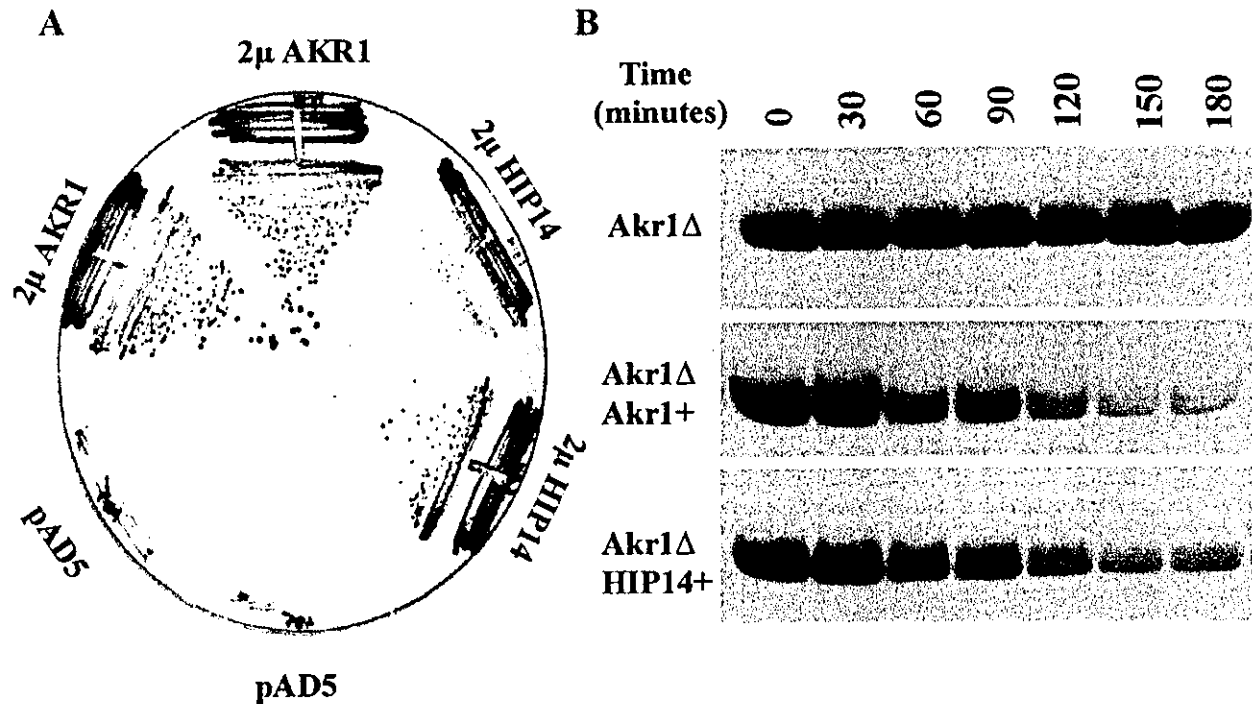 A
2μ AKR1
2μ HIP14
2μ HIP14
pAD5
pAD5
2μ AKR1
B
Time
(minutes)
0 30 60 90 120 150 180
Akr1Δ
Akr1Δ
Akr1+
Akr1Δ
HIP14+